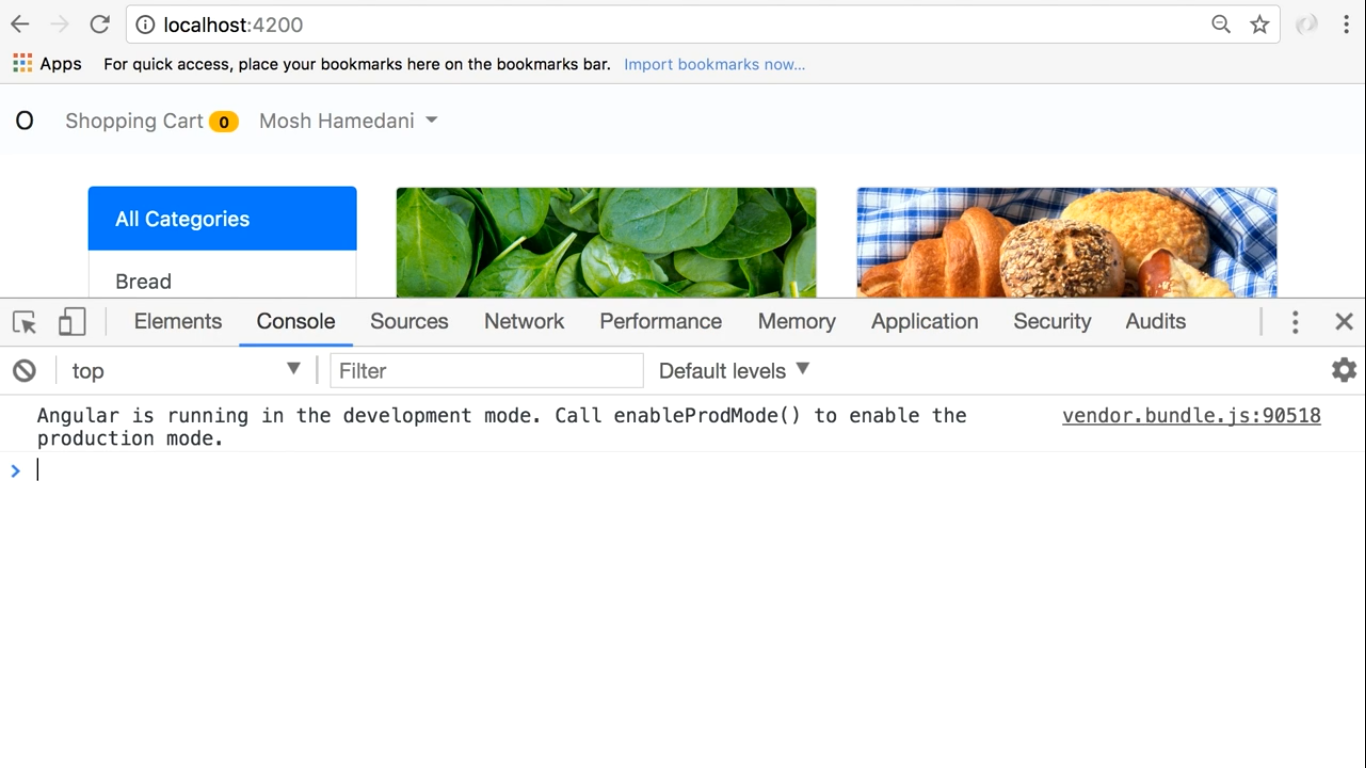 localhost:4200
Apps For quick access, place your bookmarks here on the bookmarks bar. Import bookmarks now...
O Shopping Cart 0 Mosh Hamedani
All Categories
Bread
Elements Console Sources Network Performance Memory Application Security Audits
top Filter Default levels
Angular is running in the development mode. Call enableProdMode() to enable the vendor.bundle.js:90518
production mode.